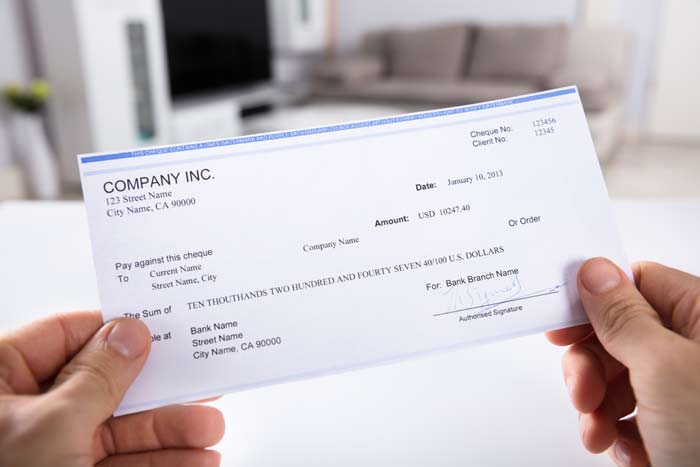 COMPANY INC.
123 Street Name
City Name, CA 90000
Cheque No: 123456
Client No: 12345
Date: January 10, 2013
Amount: USD 10247.40
Pay against this cheque
To Current Name
Street Name, City
Company Name
Or Order
The Sum of TEN THOUTHANDS TWO HUNDRED AND FOURTY SEVEN 40/100 U.S. DOLLARS
For: Bank Branch Name
Authorised Signature
le at Bank Name
Street Name
City Name, CA 90000